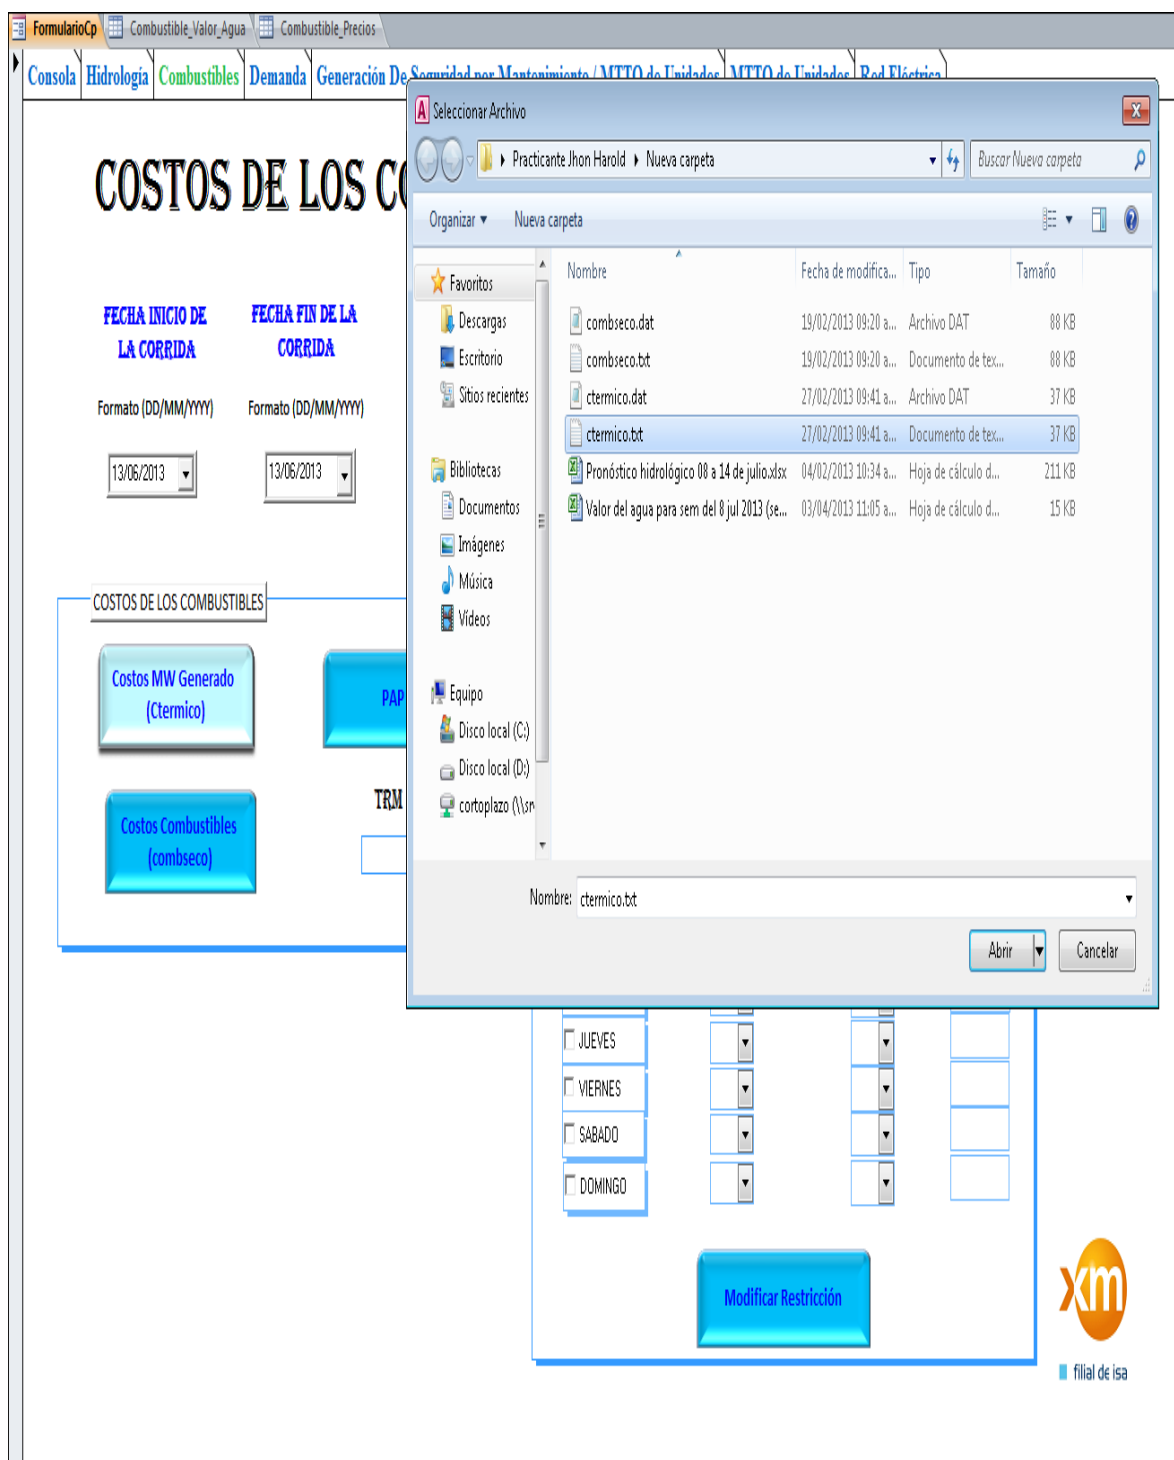 FormularioCp Combustible_Valor_Agua Combustible_Precios
Consola Hidrología Combustibles Demanda Generación De Seguridad por Mantenimiento / MTTO de Unidades MTTO de Unidades Red Eléctrica
Seleccionar Archivo
Practicante Jhon Harold Nueva carpeta
Buscar Nueva carpeta
COSTOS DE LOS
Organizar Nueva carpeta
Nombre Fecha de modifica... Tipo Tamaño
Favoritos
Descargas
Escritorio
Sitios recientes
Bibliotecas
Documentos
Imágenes
Música
Vídeos
Equipo
Disco local (C:)
Disco local (D:)
cortoplazo (\\sr
combseco.dat 19/02/2013 09:20 a... Archivo DAT 88 KB
combseco.txt 19/02/2013 09:20 a... Documento de tex... 88 KB
ctermico.dat 27/02/2013 09:41 a... Archivo DAT 37 KB
ctermico.txt 27/02/2013 09:41 a... Documento de tex... 37 KB
Pronóstico hidrológico 08 a 14 de julio.xlsx 04/02/2013 10:34 a... Hoja de cálculo d... 211 KB
Valor del agua para sem del 8 jul 2013 (se... 03/04/2013 11:05 a... Hoja de cálculo d... 15 KB
Nombre: ctermico.txt
Abrir Cancelar
FECHA INICIO DE
LA CORRIDA
FECHA FIN DE LA
CORRIDA
Formato (DD/MM/YYYY) Formato (DD/MM/YYYY)
13/06/2013 13/06/2013
COSTOS DE LOS COMBUSTIBLES
Costos MW Generado
(Ctermico)
PAP
TRM
Costos Combustibles
(combseco)
JUEVES
VIERNES
SABADO
DOMINGO
Modificar Restricción
xm
filial de isa